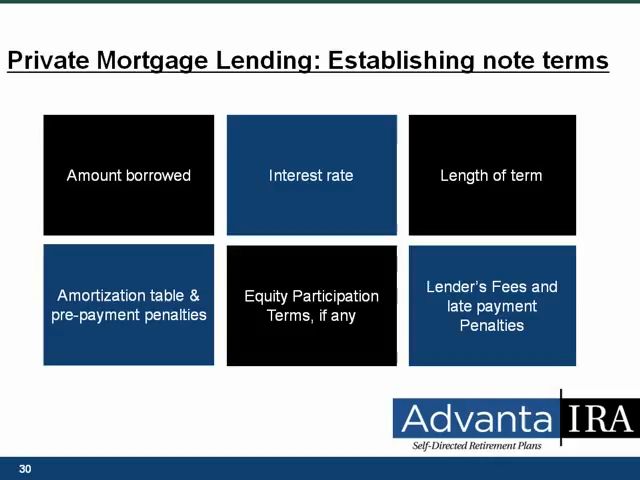 Private Mortgage Lending: Establishing note terms
Amount borrowed
Interest rate
Length of term
Amortization table &
pre-payment penalties
Equity Participation
Terms, if any
Lender's Fees and
late payment
Penalties
Advanta IRA
Self-Directed Retirement Plans
30